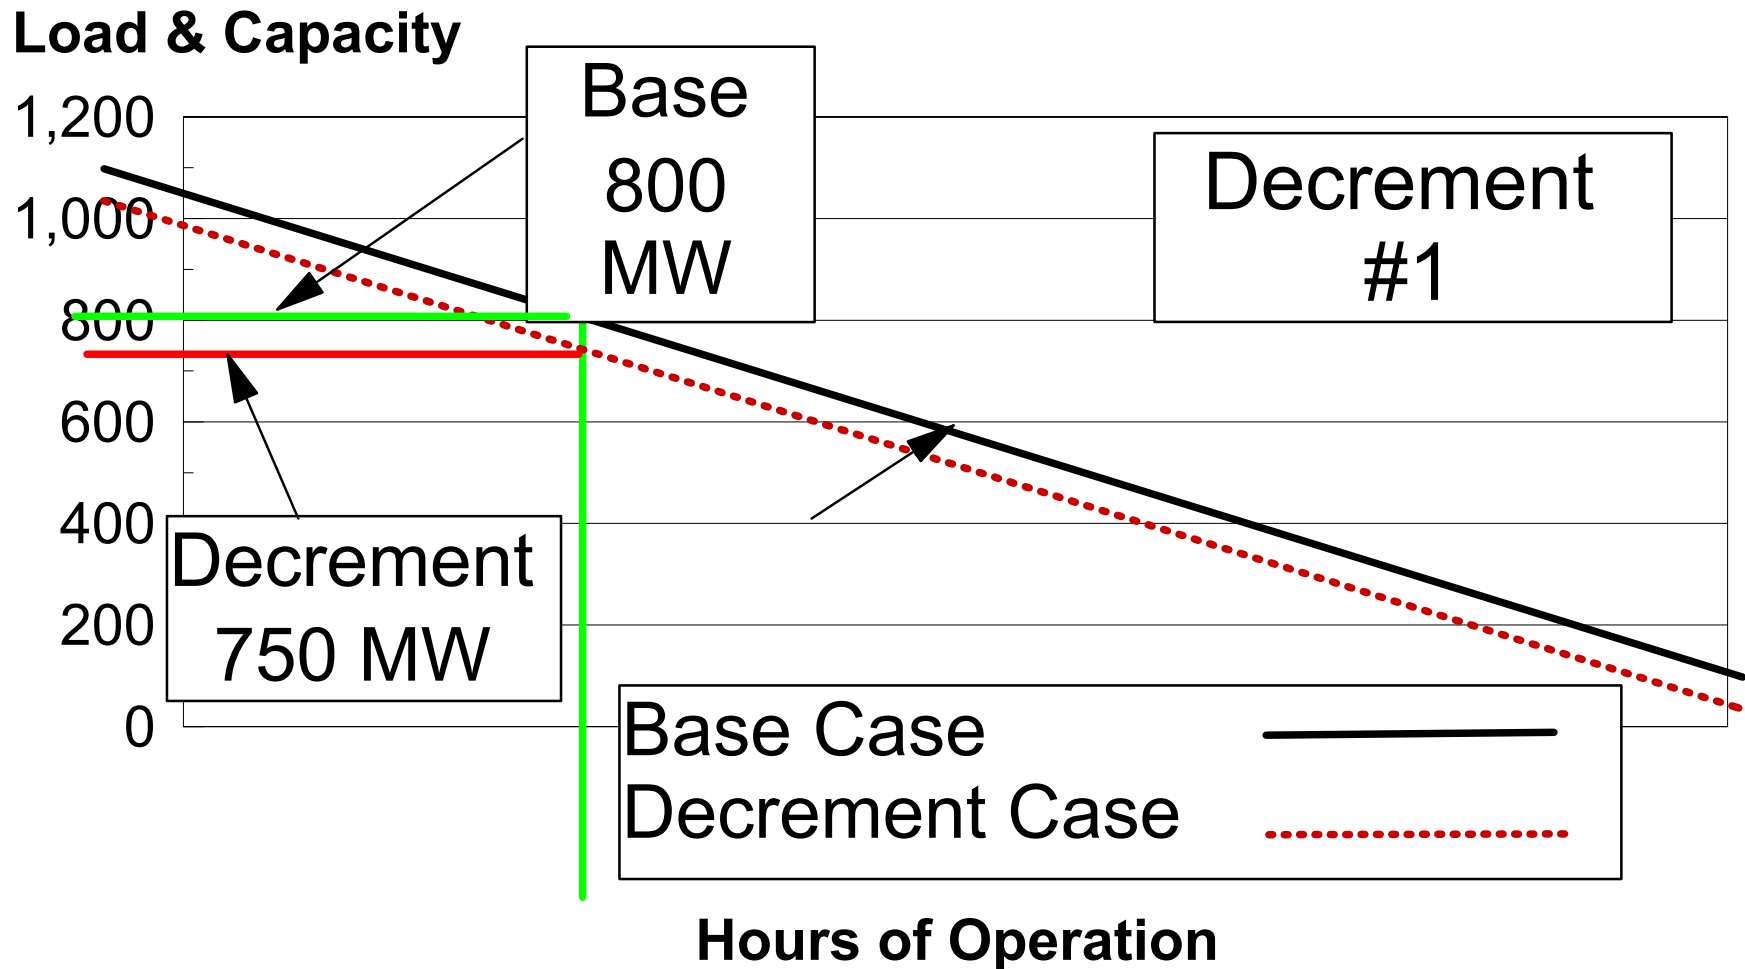 Load & Capacity
Base
800
MW
Decrement
#1
1,200
1,000
800
600
400
200
0
Decrement
750 MW
Base Case
Decrement Case
Hours of Operation